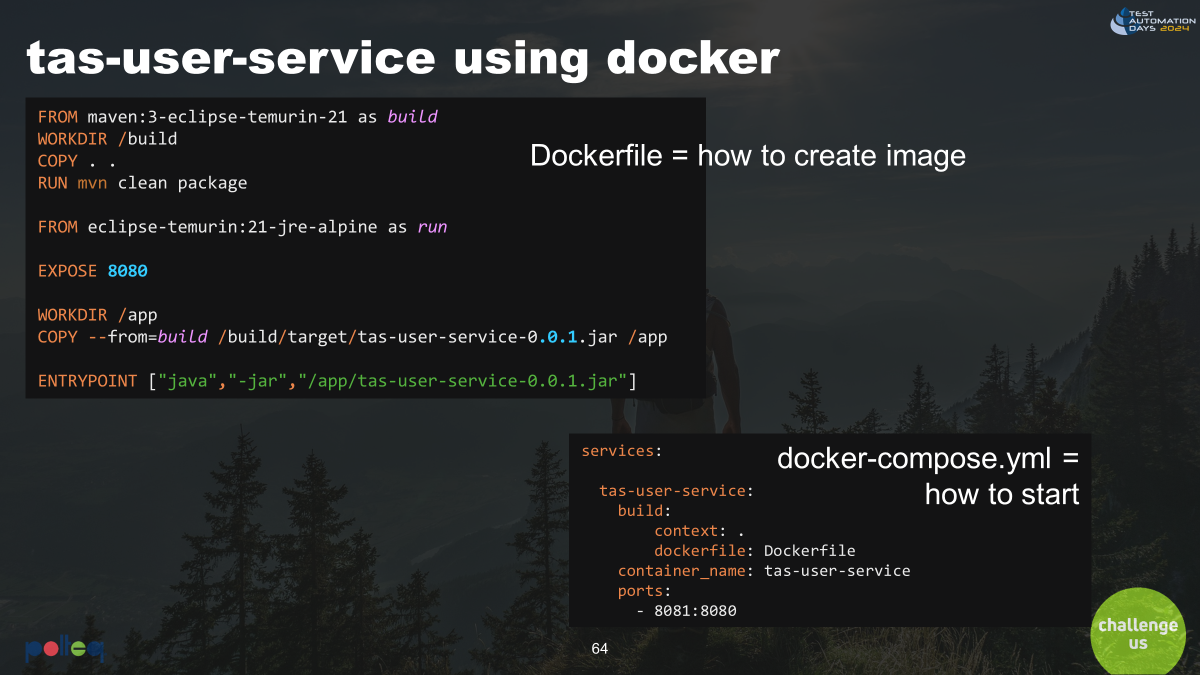 TEST
AUTOMATION
DAYS 2024
tas-user-service using docker
FROM maven:3-eclipse-temurin-21 as build
WORKDIR /build
COPY . .
RUN mvn clean package
FROM eclipse-temurin:21-jre-alpine as run
EXPOSE 8080
WORKDIR /app
COPY --from=build /build/target/tas-user-service-0.0.1.jar /app
ENTRYPOINT ["java","-jar","/app/tas-user-service-0.0.1.jar"]
Dockerfile = how to create image
services:
tas-user-service:
build:
context: .
dockerfile: Dockerfile
container_name: tas-user-service
ports:
- 8081:8080
docker-compose.yml =
how to start
polteq
64
challenge
us